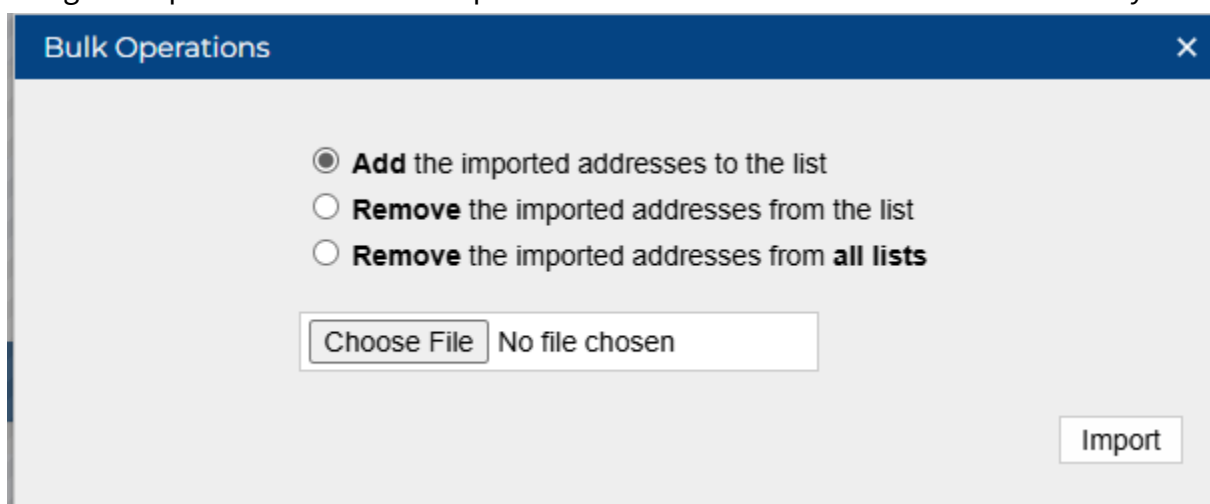 Bulk Operations ×
Add the imported addresses to the list
Remove the imported addresses from the list
Remove the imported addresses from all lists
Choose File No file chosen
Import